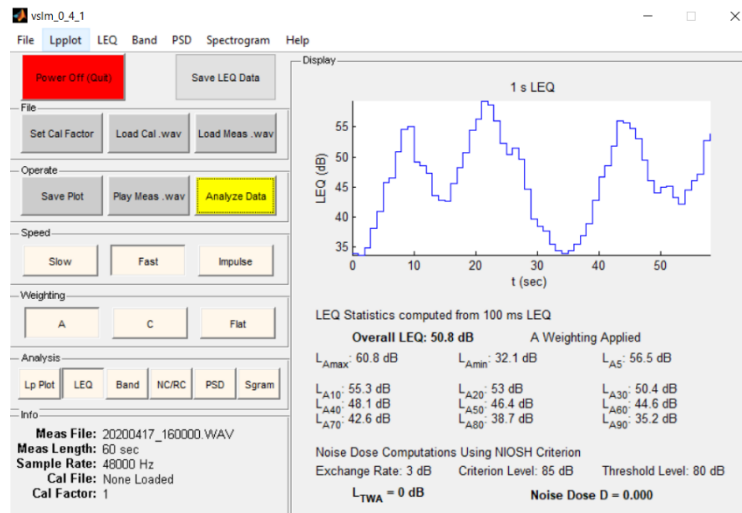 vslm_0_4_1
File Lpplot LEQ Band PSD Spectrogram Help
Power Off (Quit) Save LEQ Data
File
Set Cal Factor Load Cal .wav Load Meas .wav
Operate
Save Plot Play Meas .wav Analyze Data
Speed
Slow Fast Impulse
Weighting
A C Flat
Analysis
Lp Plot LEQ Band NC/RC PSD Sgram
Info
Meas File: 20200417_160000.WAV
Meas Length: 60 sec
Sample Rate: 48000 Hz
Cal File: None Loaded
Cal Factor: 1
Display
1 s LEQ
LEQ (dB)
55
50
45
40
35
0 10 20 30 40 50
t (sec)
LEQ Statistics computed from 100 ms LEQ
Overall LEQ: 50.8 dB A Weighting Applied
LAmax: 60.8 dB LAmin: 32.1 dB LA5: 56.5 dB
LA10: 55.3 dB LA20: 53 dB LA30: 50.4 dB
LA40: 48.1 dB LA50: 46.4 dB LA60: 44.6 dB
LA70: 42.6 dB LA80: 38.7 dB LA90: 35.2 dB
Noise Dose Computations Using NIOSH Criterion
Exchange Rate: 3 dB Criterion Level: 85 dB Threshold Level: 80 dB
LTWA = 0 dB Noise Dose D = 0.000